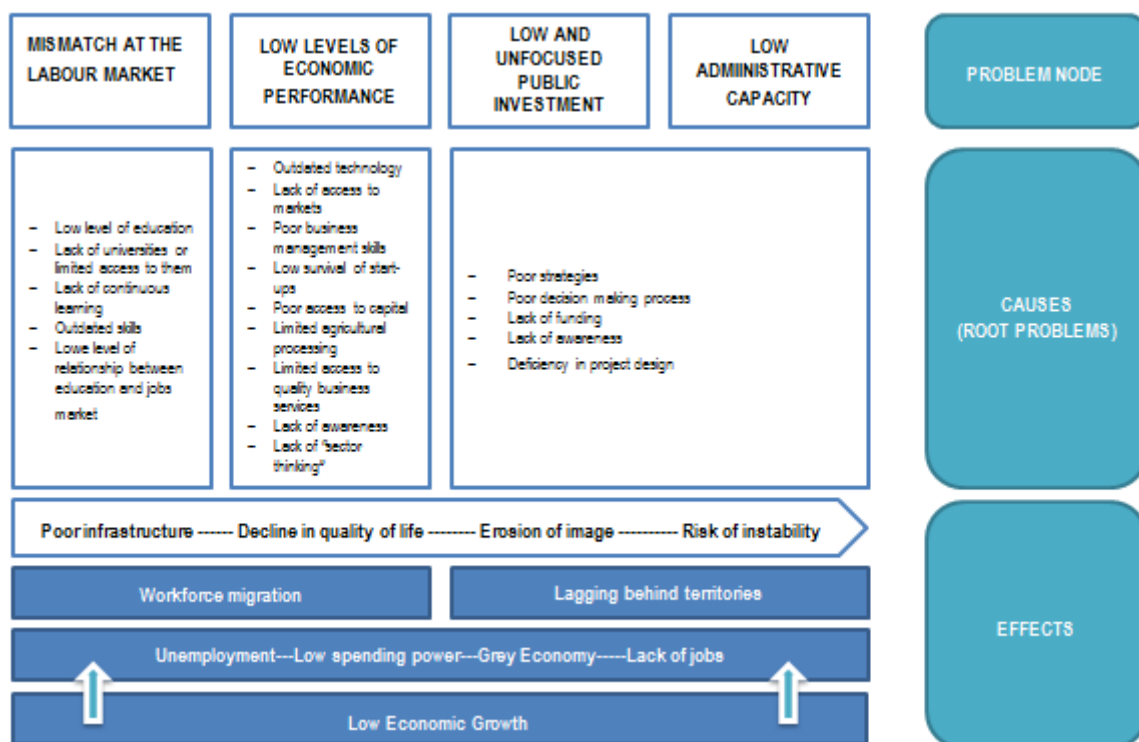 MISMATCH AT THE
LABOUR MARKET
LOW LEVELS OF
ECONOMIC
PERFORMANCE
LOW AND
UNFOCUSED
PUBLIC
INVESTMENT
LOW
ADMIINISTRATIVE
CAPACITY
PROBLEM NODE
– Low level of education
– Lack of universities or
limited access to them
– Lack of continuous
learning
– Outdated skills
– Lowe level of
relationship between
education and jobs
market
– Outdated technology
– Lack of access to
markets
– Poor business
management skills
– Low survival of start-
ups
– Poor access to capital
– Limited agricultural
processing
– Limited access to
quality business
services
– Lack of awareness
– Lack of "sector
thinking"
– Poor strategies
– Poor decision making process
– Lack of funding
– Lack of awareness
– Deficiency in project design
CAUSES
(ROOT PROBLEMS)
Poor infrastructure ------ Decline in quality of life -------- Erosion of image ---------- Risk of instability
Workforce migration
Lagging behind territories
Unemployment---Low spending power---Grey Economy-----Lack of jobs
Low Economic Growth
EFFECTS